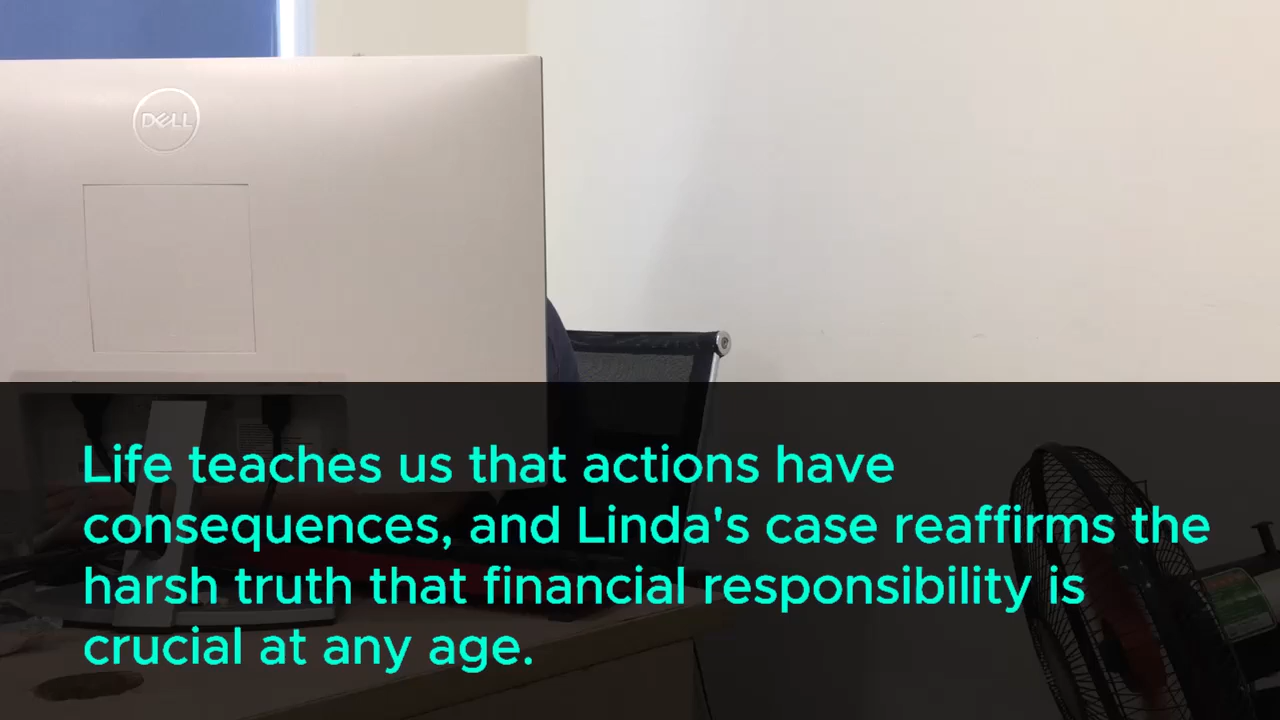 DELL
Life teaches us that actions have
consequences, and Linda's case reaffirms the
harsh truth that financial responsibility is
crucial at any age.